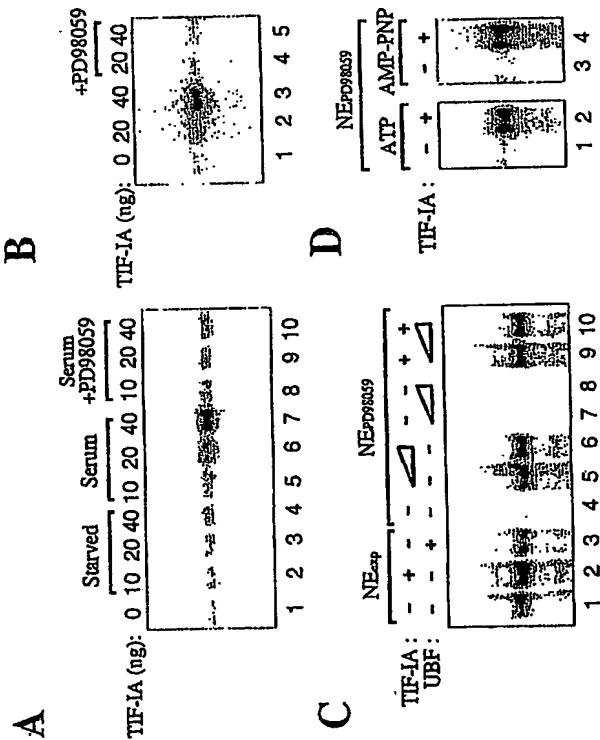 A
Starved Serum Serum +PD98059
TIF-IA (ng): 0 10 20 40 10 20 40 10 20 40
1 2 3 4 5 6 7 8 9 10
B
+PD98059
TIF-IA (ng): 0 20 40 20 40
1 2 3 4 5
C
NEexp NEPD98059
TIF-IA : - + - - - - + +
UBF : - - + - - - - -
1 2 3 4 5 6 7 8 9 10
D
NEPD98059
ATP AMP-PNP
TIF-IA : - + - +
1 2 3 4